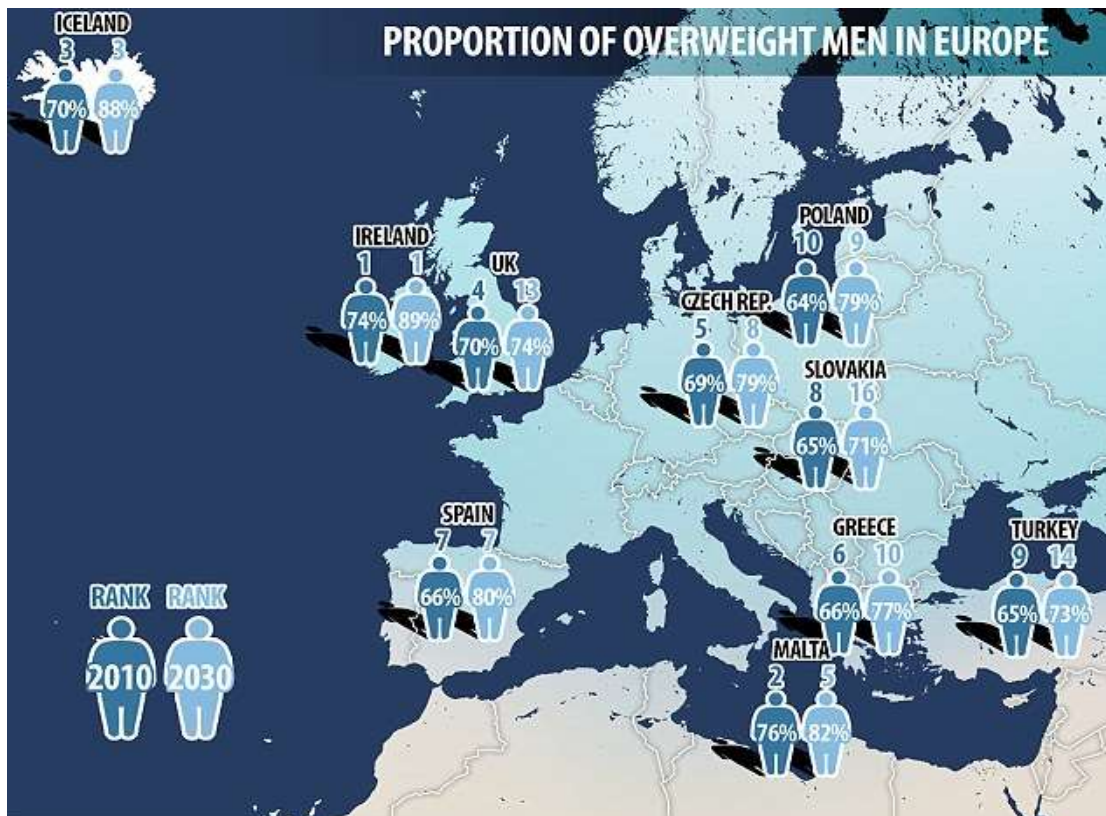 ICELAND
3 3
70% 88%
PROPORTION OF OVERWEIGHT MEN IN EUROPE
IRELAND
1 1
74% 89%
UK
4 13
70% 74%
POLAND
10 9
64% 79%
CZECH REP.
5 8
69% 79%
SLOVAKIA
8 16
65% 71%
SPAIN
7 7
66% 80%
GREECE
6 10
66% 77%
TURKEY
9 14
65% 73%
MALTA
2 5
76% 82%
RANK RANK
2010 2030